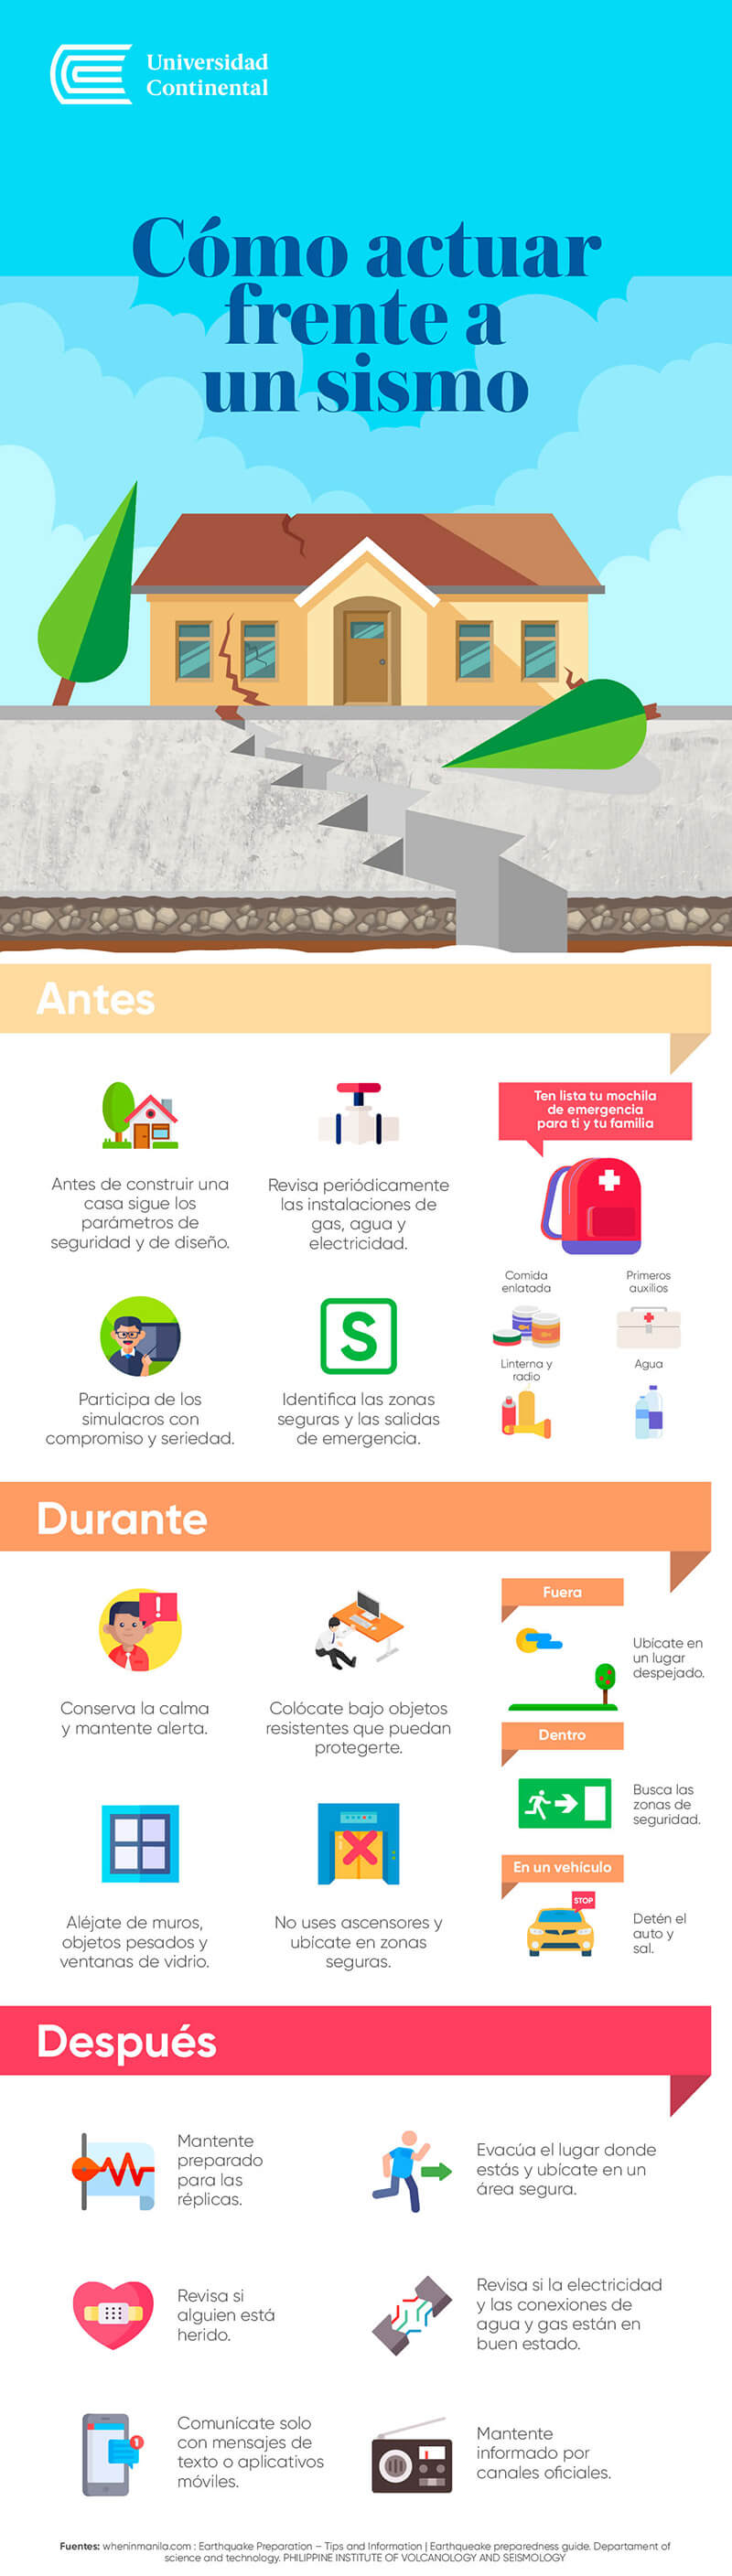 Universidad
Continental
Cómo actuar
frente a
un sismo
Antes
Antes de construir una
casa sigue los
parámetros de
seguridad y de diseño.
Revisa periódicamente
las instalaciones de
gas, agua y
electricidad.
Participa de los
simulacros con
compromiso y seriedad.
S
Identifica las zonas
seguras y las salidas
de emergencia.
Ten lista tu mochila
de emergencia
para ti y tu familia
Comida
enlatada
Primeros
auxilios
Linterna y
radio
Agua
Durante
!
Conserva la calma
y mantente alerta.
Colócate bajo objetos
resistentes que puedan
protegerte.
Aléjate de muros,
objetos pesados y
ventanas de vidrio.
No uses ascensores y
ubícate en zonas
seguras.
Fuera
Ubícate en
un lugar
despejado.
Dentro
Busca las
zonas de
seguridad.
En un vehículo
STOP
Detén el
auto y
sal.
Después
Mantente
preparado
para las
réplicas.
Evacúa el lugar donde
estás y ubícate en un
área segura.
Revisa si
alguien está
herido.
Revisa si la electricidad
y las conexiones de
agua y gas están en
buen estado.
1
Comunícate solo
con mensajes de
texto o aplicativos
móviles.
Mantente
informado por
canales oficiales.
Fuentes: wheninmanila.com : Earthquake Preparation – Tips and Information | Earthqueake preparedness guide. Departament of
science and technology. PHILIPPINE INSTITUTE OF VOLCANOLOGY AND SEISMOLOGY